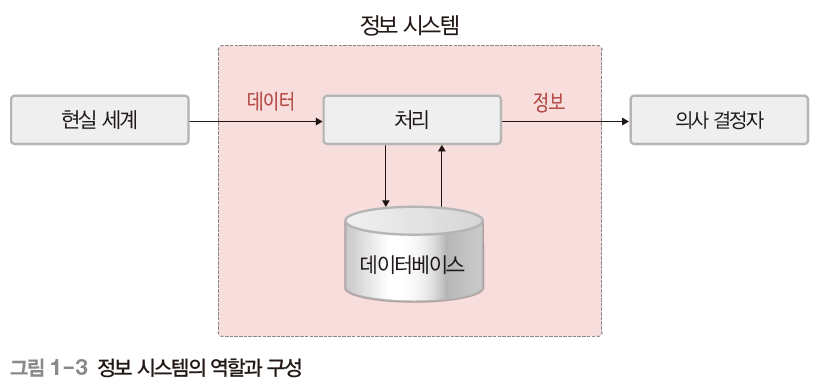 정보 시스템
데이터
정보
현실 세계
처리
의사 결정자
데이터베이스
그림 1-3 정보 시스템의 역할과 구성